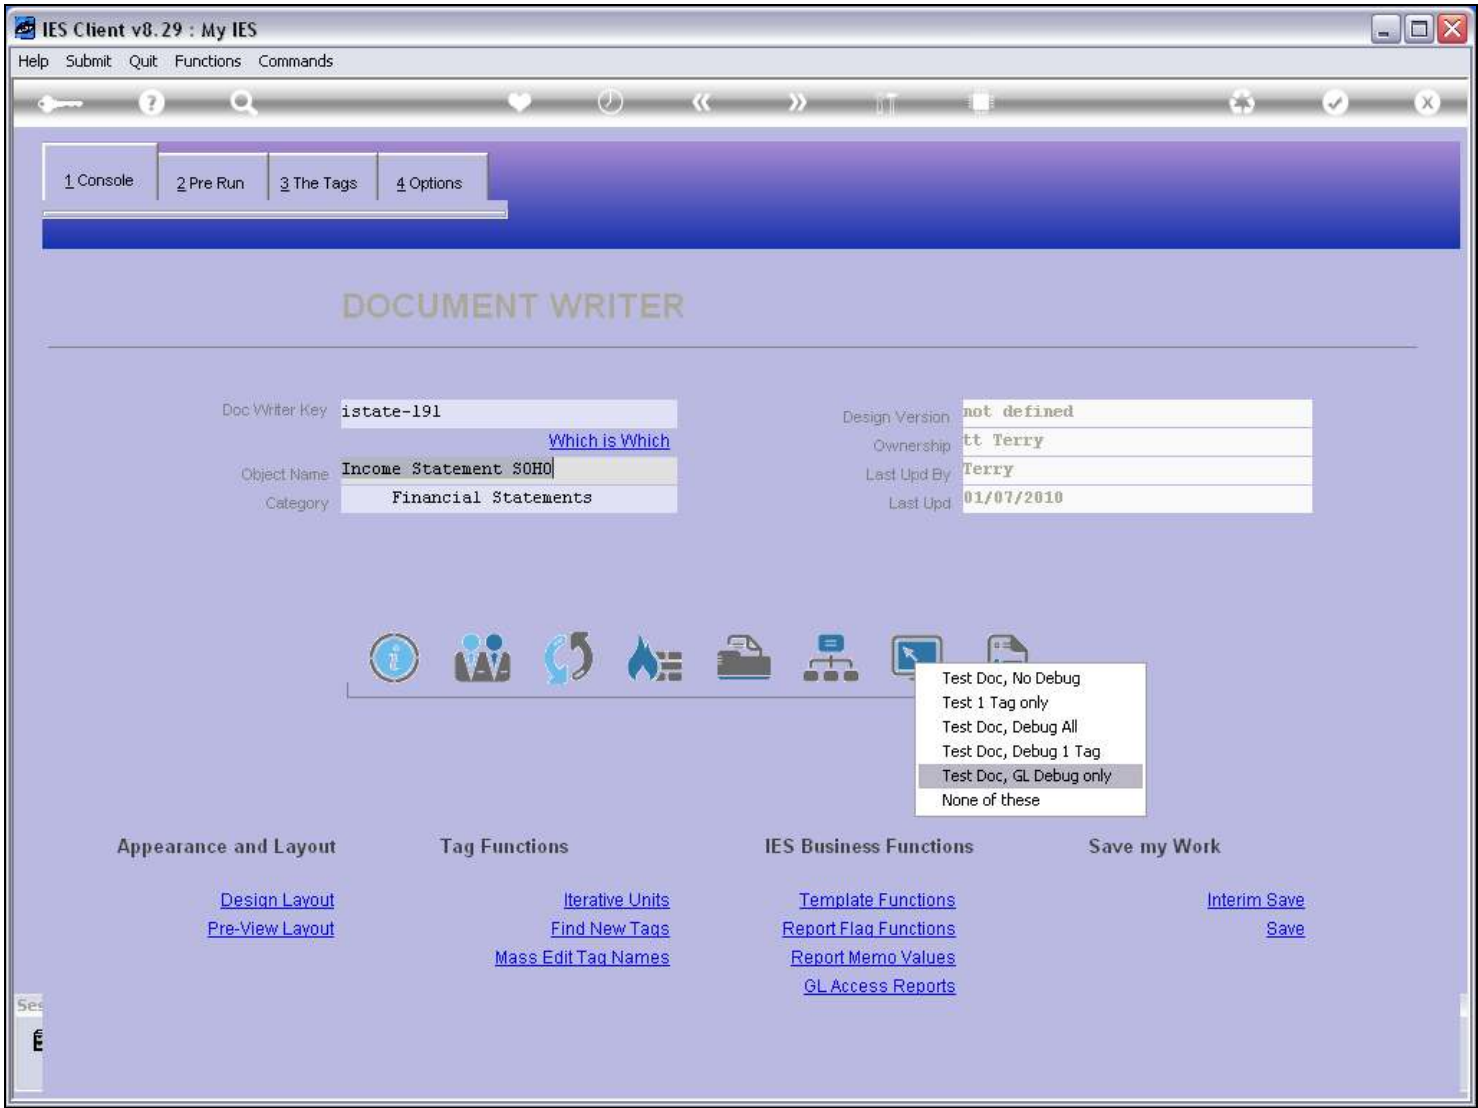 IES Client v8.29 : My IES
Help Submit Quit Functions Commands
1 Console
2 Pre Run
3 The Tags
4 Options
DOCUMENT WRITER
Doc Writer Key istate-191
Which is Which
Object Name Income Statement SOHO
Category Financial Statements
Design Version not defined
Ownership tt Terry
Last Upd By Terry
Last Upd 01/07/2010
Test Doc, No Debug
Test 1 Tag only
Test Doc, Debug All
Test Doc, Debug 1 Tag
Test Doc, GL Debug only
None of these
Appearance and Layout
Design Layout
Pre-View Layout
Tag Functions
Iterative Units
Find New Tags
Mass Edit Tag Names
IES Business Functions
Template Functions
Report Flag Functions
Report Memo Values
GL Access Reports
Save my Work
Interim Save
Save